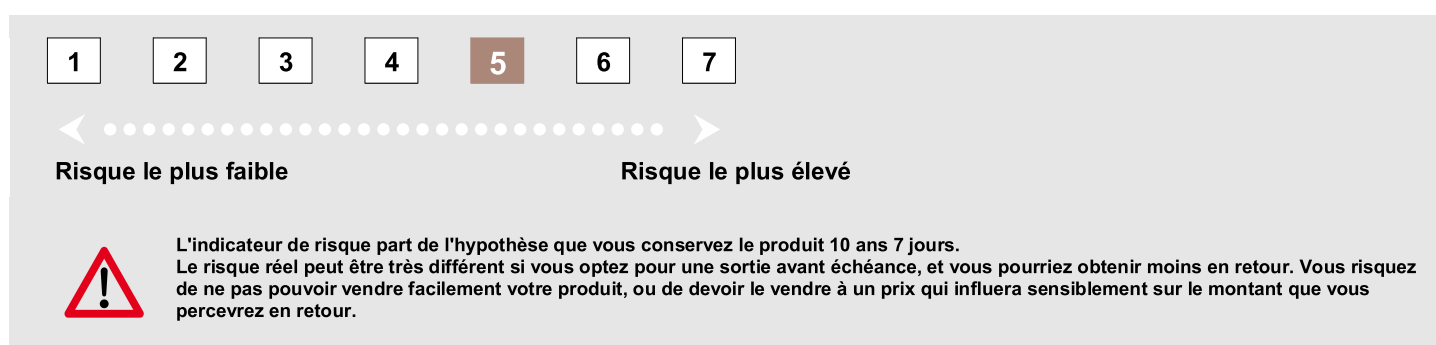 1 2 3 4 5 6 7
Risque le plus faible Risque le plus élevé
L'indicateur de risque part de l'hypothèse que vous conservez le produit 10 ans 7 jours.
Le risque réel peut être très différent si vous optez pour une sortie avant échéance, et vous pourriez obtenir moins en retour. Vous risquez
de ne pas pouvoir vendre facilement votre produit, ou de devoir le vendre à un prix qui influera sensiblement sur le montant que vous
percevrez en retour.